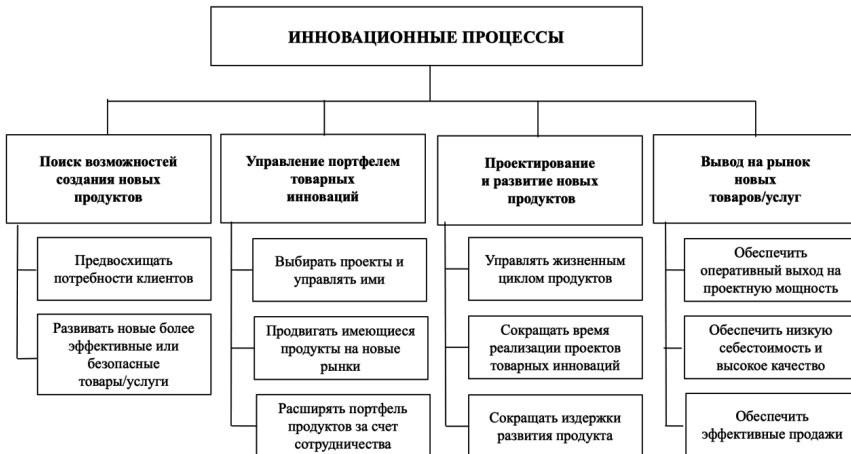 ИННОВАЦИОННЫЕ ПРОЦЕССЫ
Поиск возможностей
создания новых
продуктов
Предвосхищать
потребности клиентов
Развивать новые более
эффективные или
безопасные
товары/услуги
Управление портфелем
товарных
инноваций
Выбирать проекты и
управлять ими
Продвигать имеющиеся
продукты на новые
рынки
Расширять портфель
продуктов за счет
сотрудничества
Проектирование
и развитие новых
продуктов
Управлять жизненным
циклом продуктов
Сокращать время
реализации проектов
товарных инноваций
Сокращать издержки
развития продукта
Вывод на рынок
новых
товаров/услуг
Обеспечить
оперативный выход на
проектную мощность
Обеспечить низкую
себестоимость и
высокое качество
Обеспечить
эффективные продажи